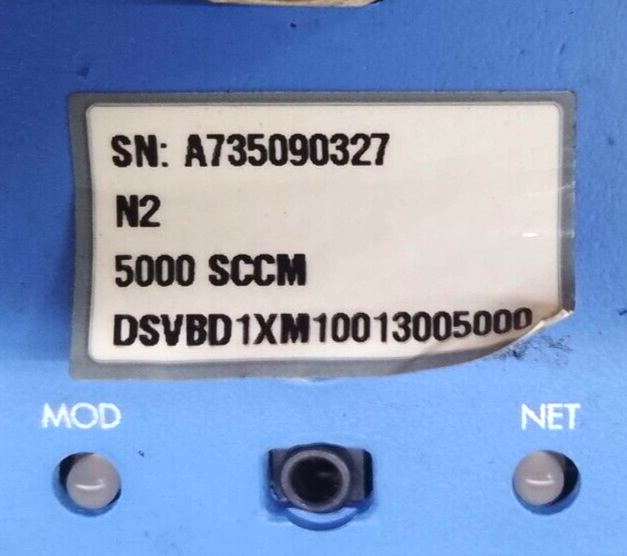 SN: A735090327
N2
5000 SCCM
DSVBD1XM10013005000
MOD
NET